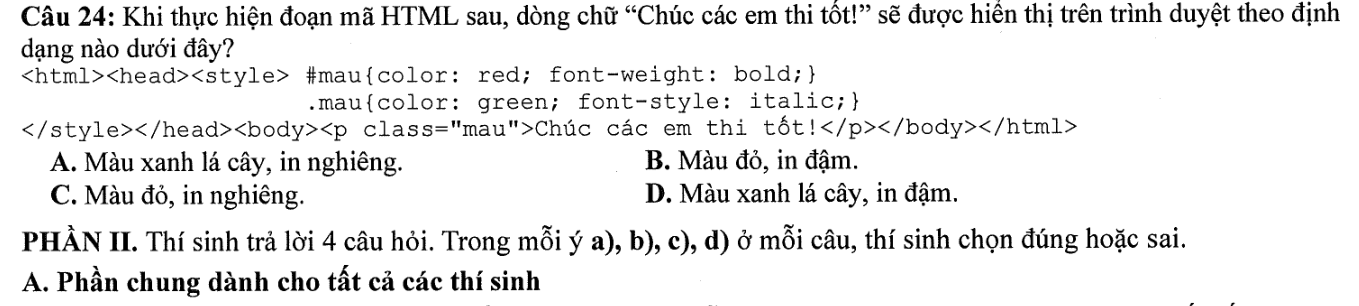 Câu 24: Khi thực hiện đoạn mã HTML sau, dòng chữ “Chúc các em thi tốt!” sẽ được hiển thị trên trình duyệt theo định
dạng nào dưới đây?
<html><head><style> #mau{color: red; font-weight: bold;}
.mau{color: green; font-style: italic;}
</style></head><body><p class="mau">Chúc các em thi tốt!</p></body></html>
A. Màu xanh lá cây, in nghiêng. B. Màu đỏ, in đậm.
C. Màu đỏ, in nghiêng. D. Màu xanh lá cây, in đậm.
PHẦN II. Thí sinh trả lời 4 câu hỏi. Trong mỗi ý a), b), c), d) ở mỗi câu, thí sinh chọn đúng hoặc sai.
A. Phần chung dành cho tất cả các thí sinh